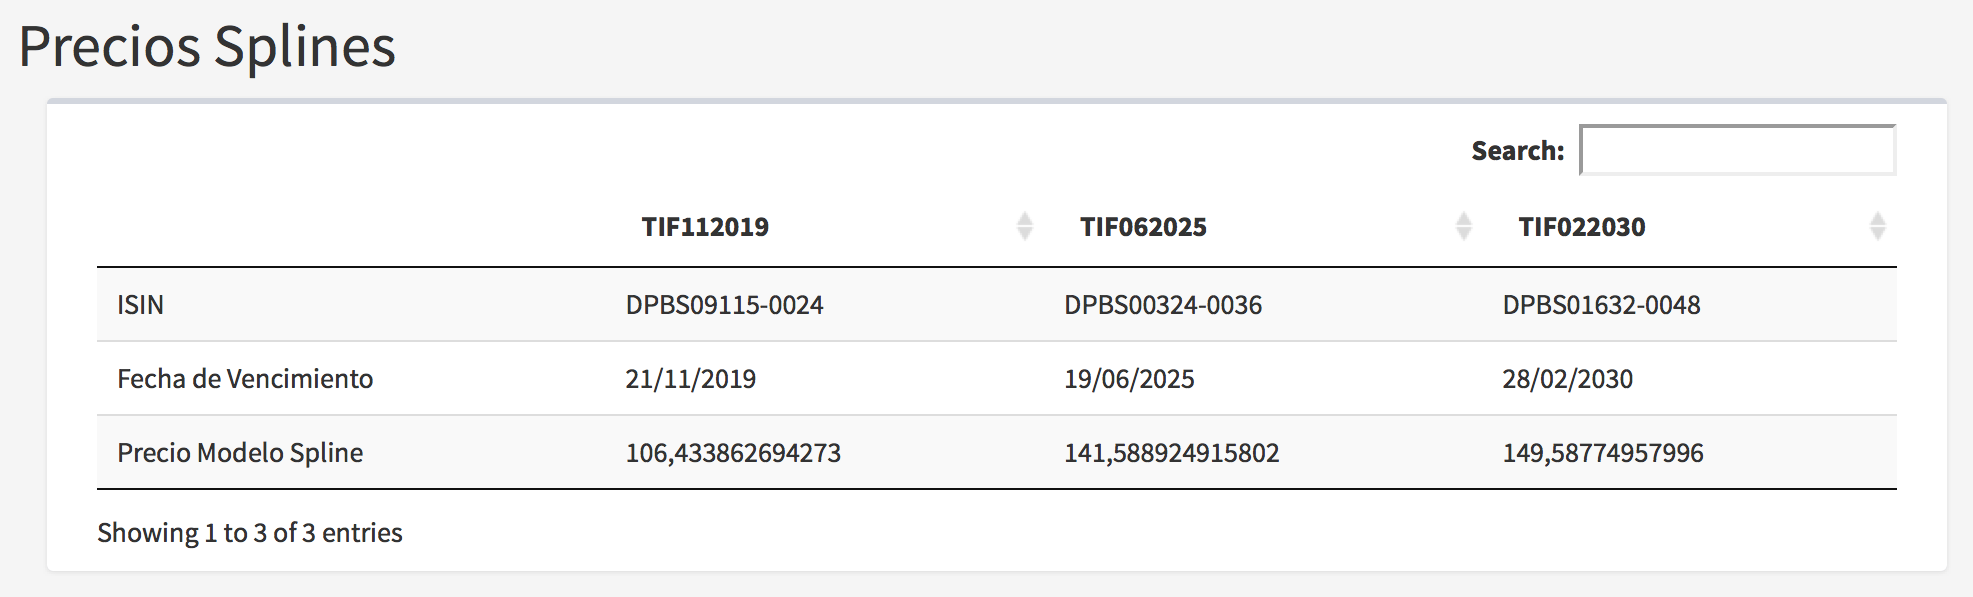 Precios Splines
Search:
TIF112019 TIF062025 TIF022030
ISIN DPBS09115-0024 DPBS00324-0036 DPBS01632-0048
Fecha de Vencimiento 21/11/2019 19/06/2025 28/02/2030
Precio Modelo Spline 106,433862694273 141,588924915802 149,58774957996
Showing 1 to 3 of 3 entries